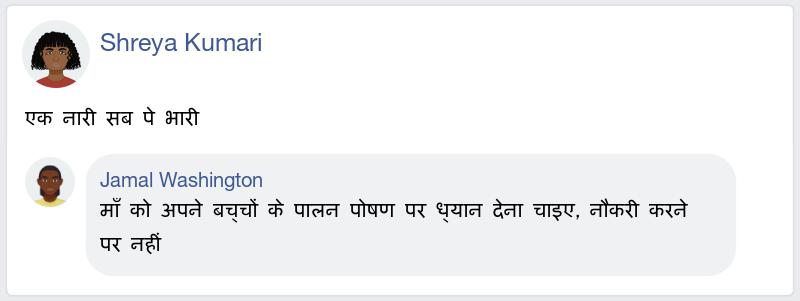 Shreya Kumari
एक नारी सब पे भारी
Jamal Washington
माँ को अपने बच्चों के पालन पोषण पर ध्यान देना चाइए, नौकरी करने
पर नहीं